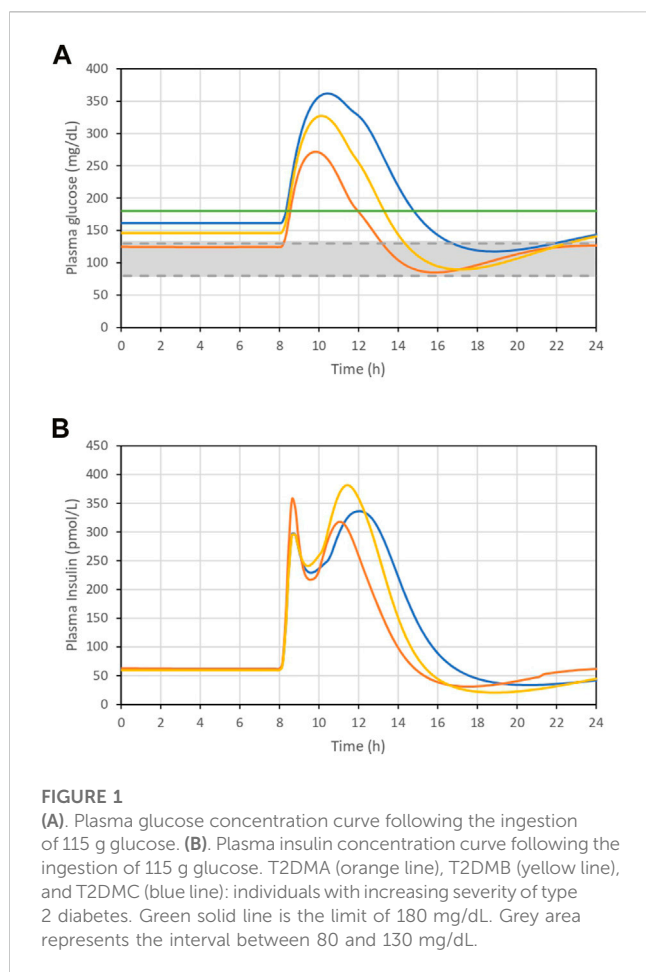 A
400
350
300
250
200
150
100
50
0
Plasma glucose (mg/dL)
0 2 4 6 8 10 12 14 16 18 20 22 24
Time (h)
B
450
400
350
300
250
200
150
100
50
0
Plasma Insulin (pmol/L)
0 2 4 6 8 10 12 14 16 18 20 22 24
Time (h)
FIGURE 1
(A). Plasma glucose concentration curve following the ingestion
of 115 g glucose. (B). Plasma insulin concentration curve following the
ingestion of 115 g glucose. T2DMA (orange line), T2DMB (yellow line),
and T2DMC (blue line): individuals with increasing severity of type
2 diabetes. Green solid line is the limit of 180 mg/dL. Grey area
represents the interval between 80 and 130 mg/dL.